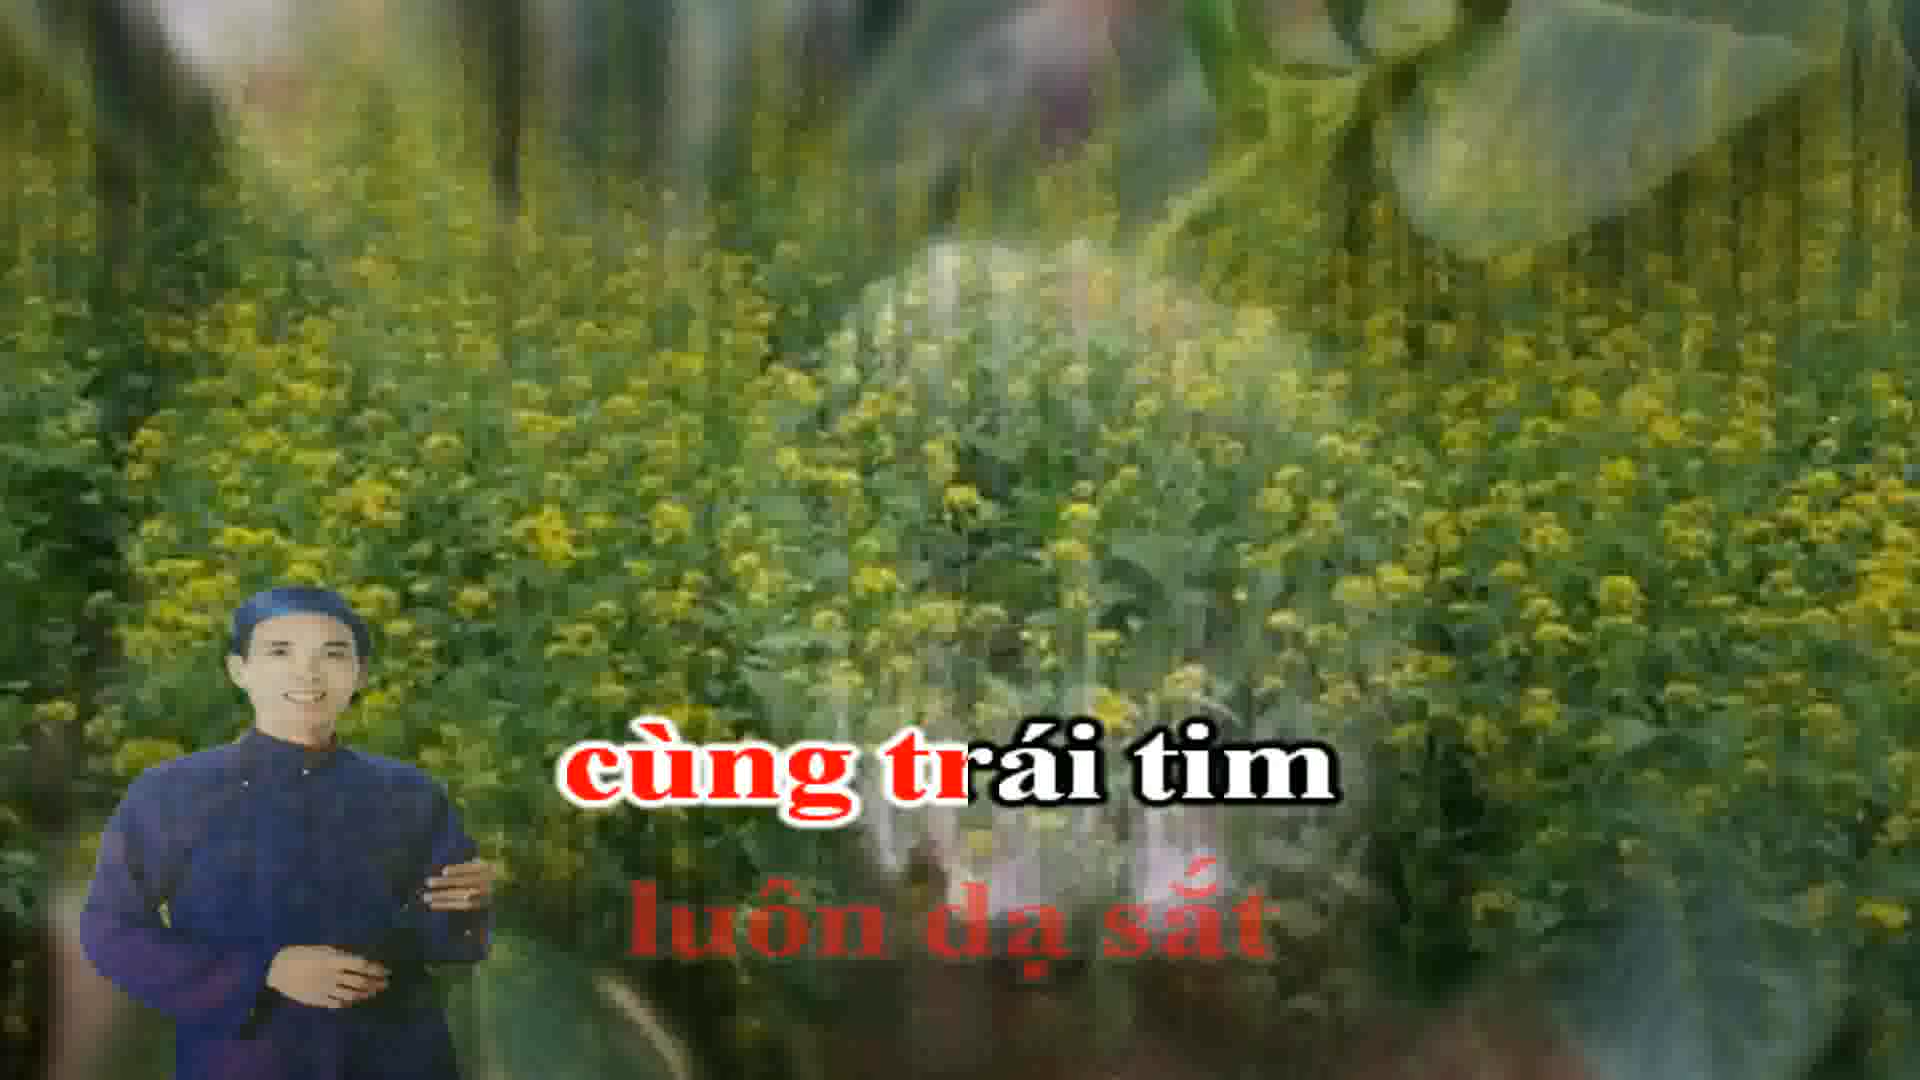 cùng trái tim
luôn dạ sắt